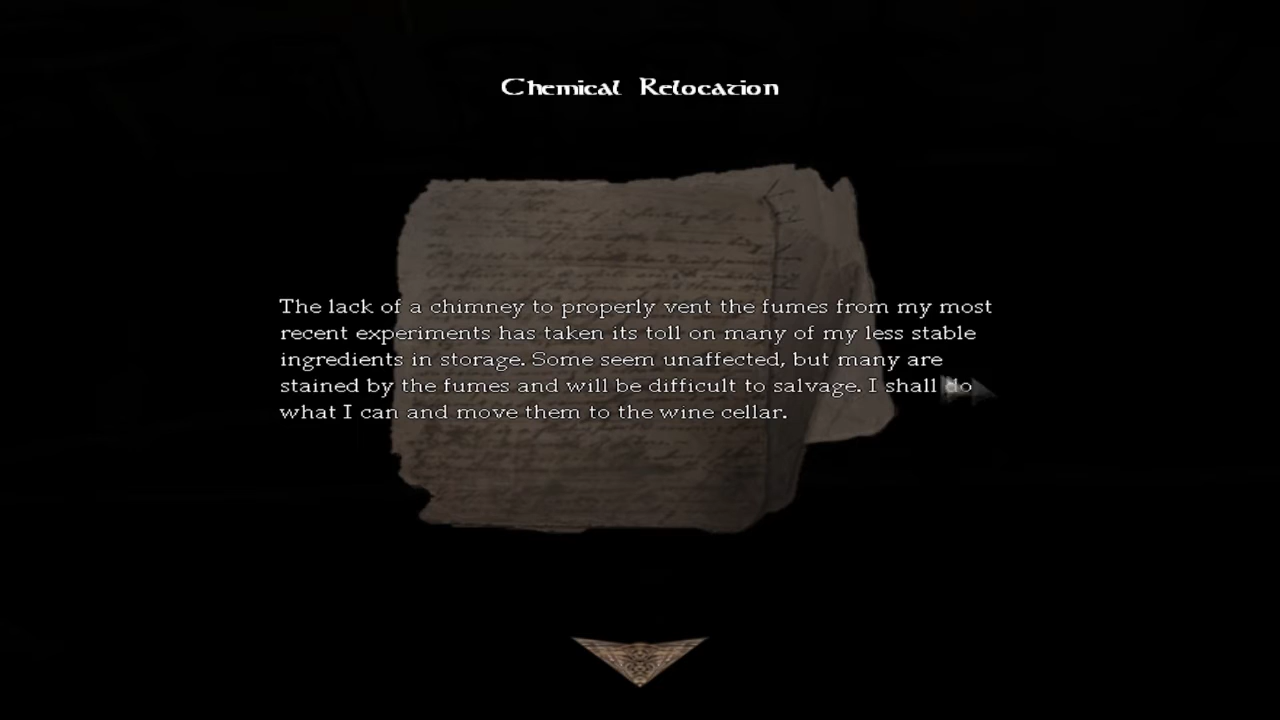 Chemical Relocation
The lack of a chimney to properly vent the fumes from my most
recent experiments has taken its toll on many of my less stable
ingredients in storage. Some seem unaffected, but many are
stained by the fumes and will be difficult to salvage. I shall do
what I can and move them to the wine cellar.